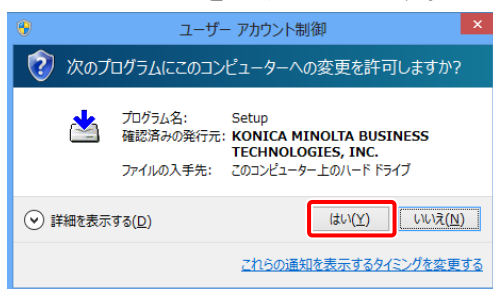 ユーザー アカウント制御
次のプログラムにこのコンピューターへの変更を許可しますか?
プログラム名: Setup
確認済みの発行元: KONICA MINOLTA BUSINESS
TECHNOLOGIES, INC.
ファイルの入手先: このコンピューター上のハード ドライブ
詳細を表示する(D)
はい(Y) いいえ(N)
これらの通知を表示するタイミングを変更する